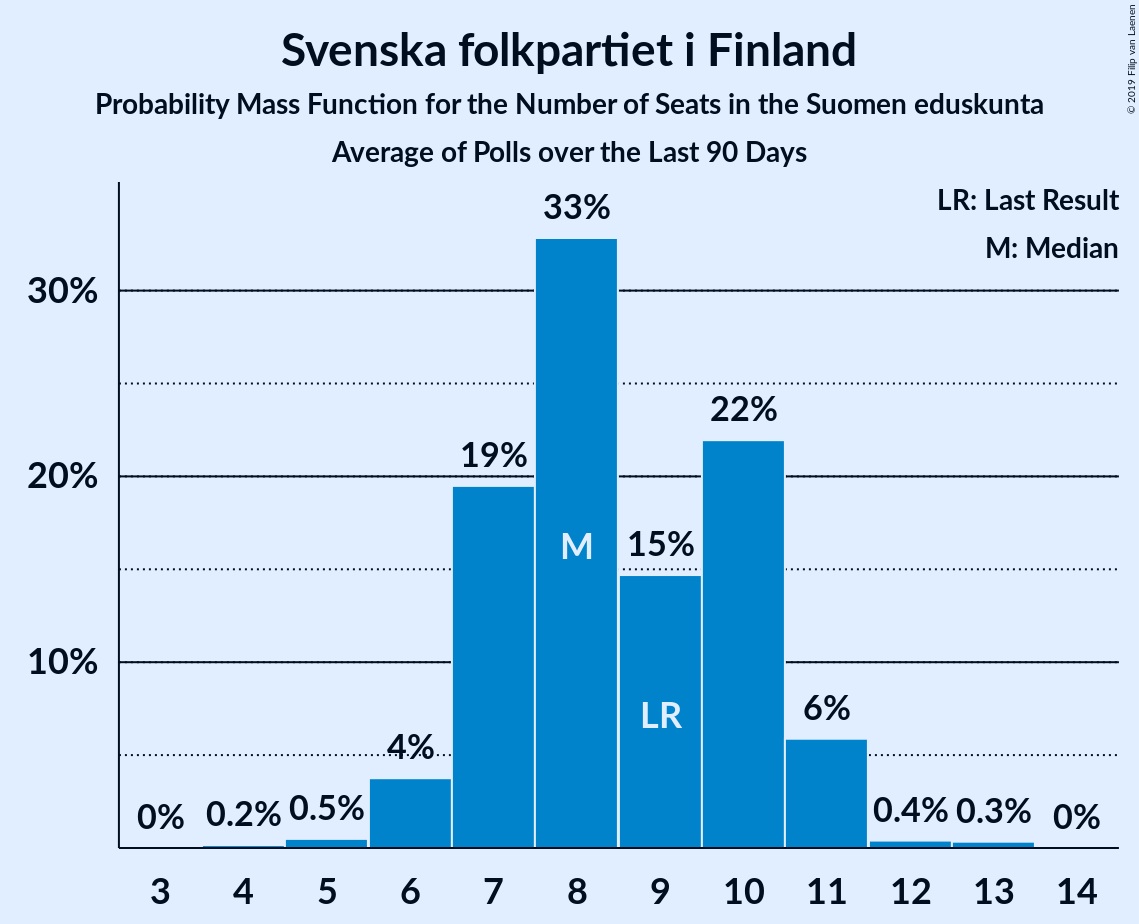 Svenska folkpartiet i Finland
Probability Mass Function for the Number of Seats in the Suomen eduskunta
Average of Polls over the Last 90 Days
© 2019 Filip van Laenen
LR: Last Result
M: Median
30%
20%
10%
0%
0.2%
0.5%
4%
19%
33%
15%
22%
6%
0.4%
0.3%
0%
M
LR
3 4 5 6 7 8 9 10 11 12 13 14